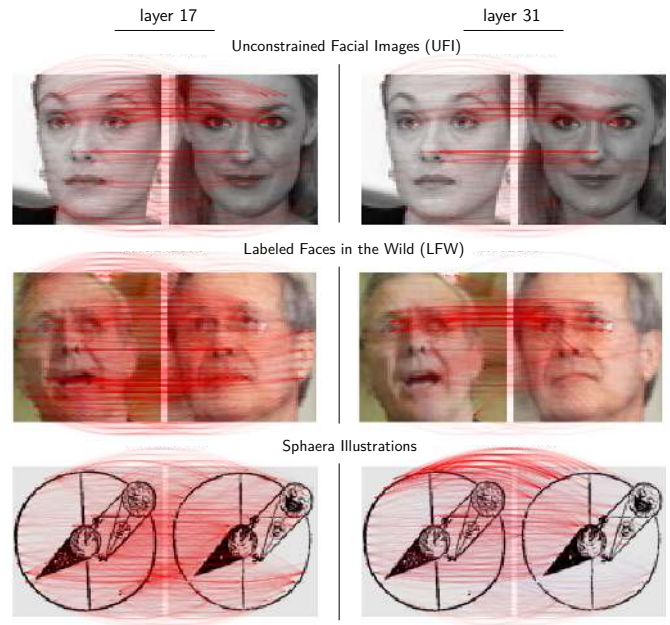 layer 17
layer 31
Unconstrained Facial Images (UFI)
Labeled Faces in the Wild (LFW)
Sphaera Illustrations